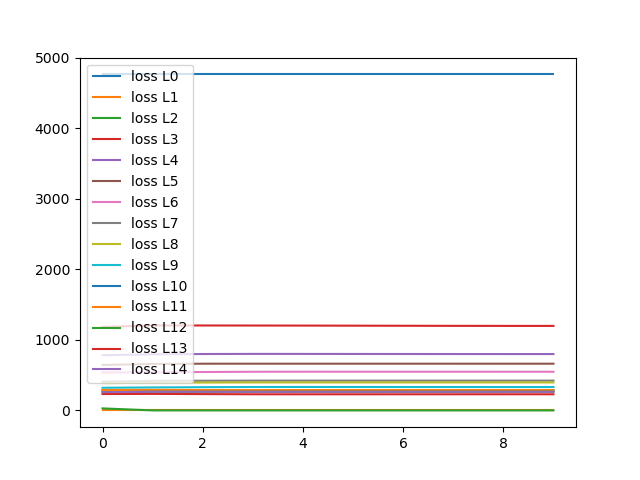 5000
4000
3000
2000
1000
0
loss L0
loss L1
loss L2
loss L3
loss L4
loss L5
loss L6
loss L7
loss L8
loss L9
loss L10
loss L11
loss L12
loss L13
loss L14
0 2 4 6 8